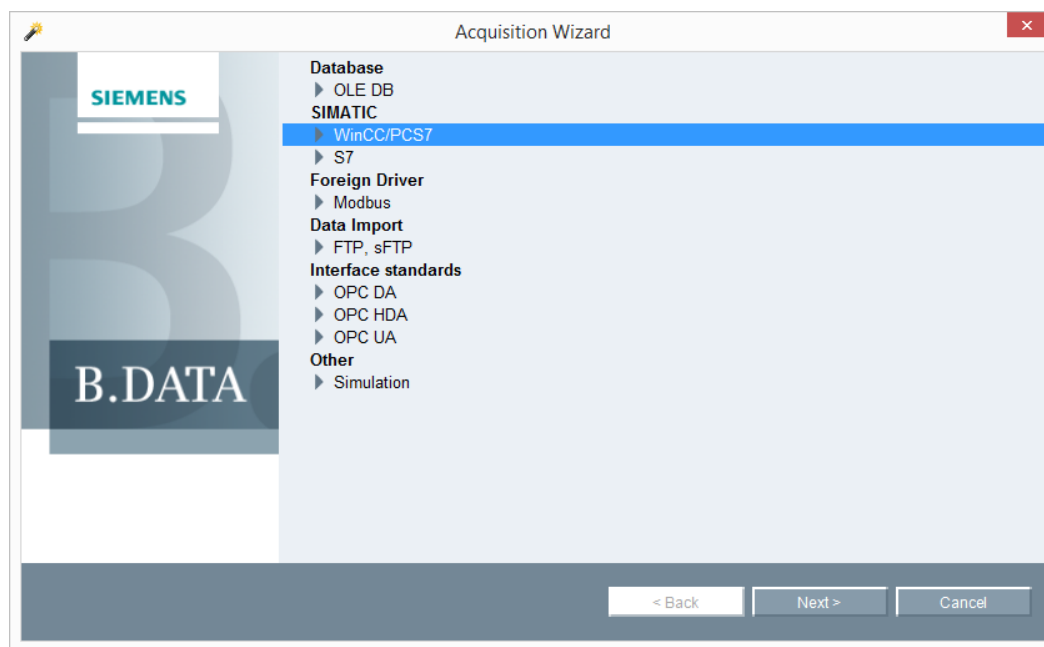 Acquisition Wizard
SIEMENS
B.DATA
Database
OLE DB
SIMATIC
WinCC/PCS7
S7
Foreign Driver
Modbus
Data Import
FTP, sFTP
Interface standards
OPC DA
OPC HDA
OPC UA
Other
Simulation
< Back
Next >
Cancel